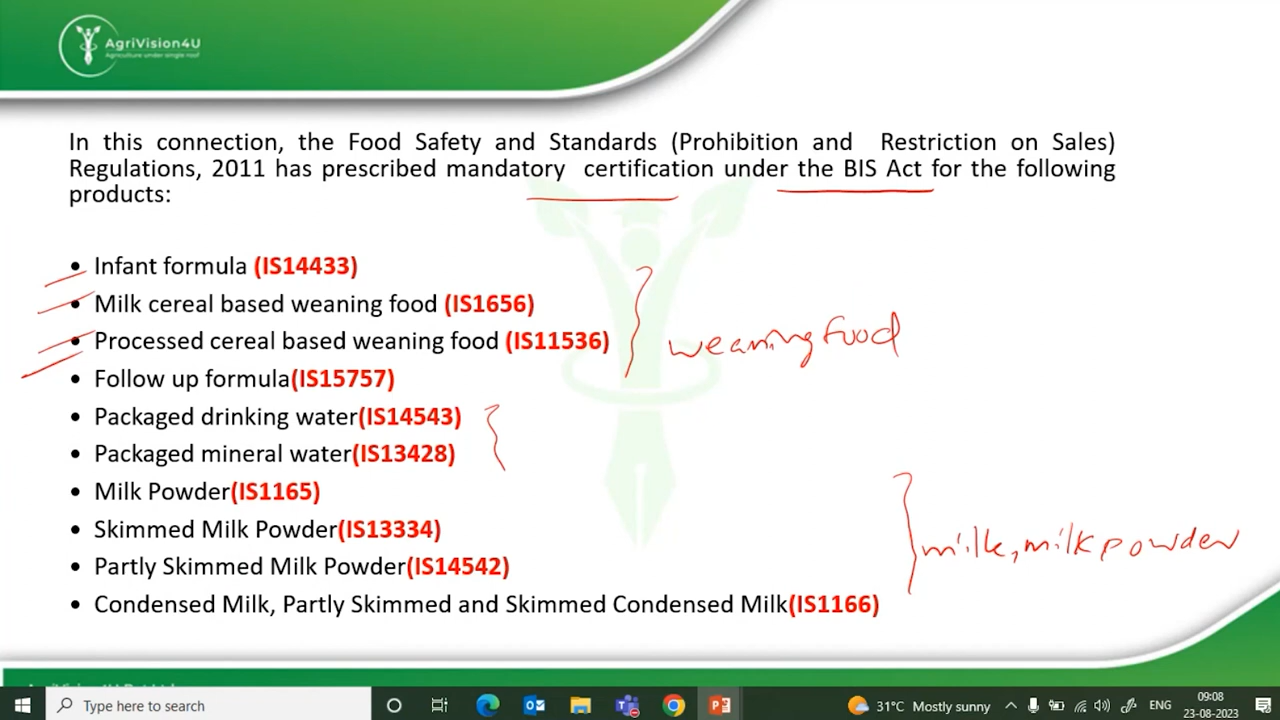 AgriVision4U
Agriculture under single roof
In this connection, the Food Safety and Standards (Prohibition and Restriction on Sales)
Regulations, 2011 has prescribed mandatory certification under the BIS Act for the following
products:
• Infant formula (IS14433)
• Milk cereal based weaning food (IS1656)
• Processed cereal based weaning food (IS11536)
weaning food
• Follow up formula(IS15757)
• Packaged drinking water(IS14543)
• Packaged mineral water(IS13428)
• Milk Powder(IS1165)
• Skimmed Milk Powder(IS13334)
milk, milk powder
• Partly Skimmed Milk Powder(IS14542)
• Condensed Milk, Partly Skimmed and Skimmed Condensed Milk(IS1166)
Type here to search
31°C Mostly sunny
ENG
09:08
23-08-2023